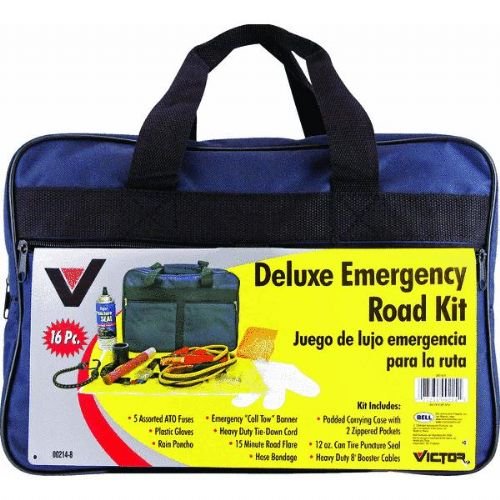 Deluxe Emergency
Road Kit
Juego de lujo emergencia
para la ruta
16 Pc.
• 5 Assorted ATO Fuses
• Plastic Gloves
• Rain Poncho
• Emergency "Call Tow" Banner
• Heavy Duty Tie-Down Cord
• 15 Minute Road Flare
• Hose Bandage
Kit Includes:
• Padded Carrying Case with
2 Zippered Pockets
• 12 oz. Can Tire Puncture Seal
• Heavy Duty 8' Booster Cables
BELL
00214-8
VICTOR